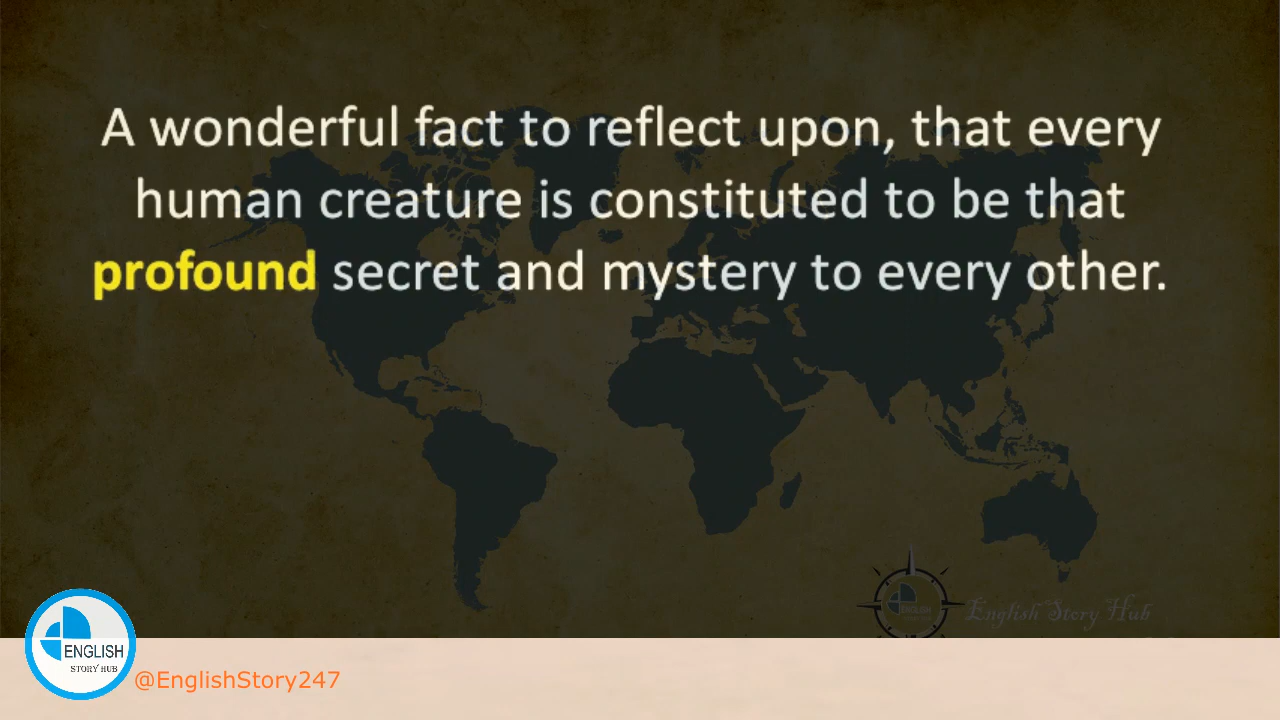 A wonderful fact to reflect upon, that every
human creature is constituted to be that
profound secret and mystery to every other.
ENGLISH
English Story Hub
ENGLISH
STORY HUB
@EnglishStory247